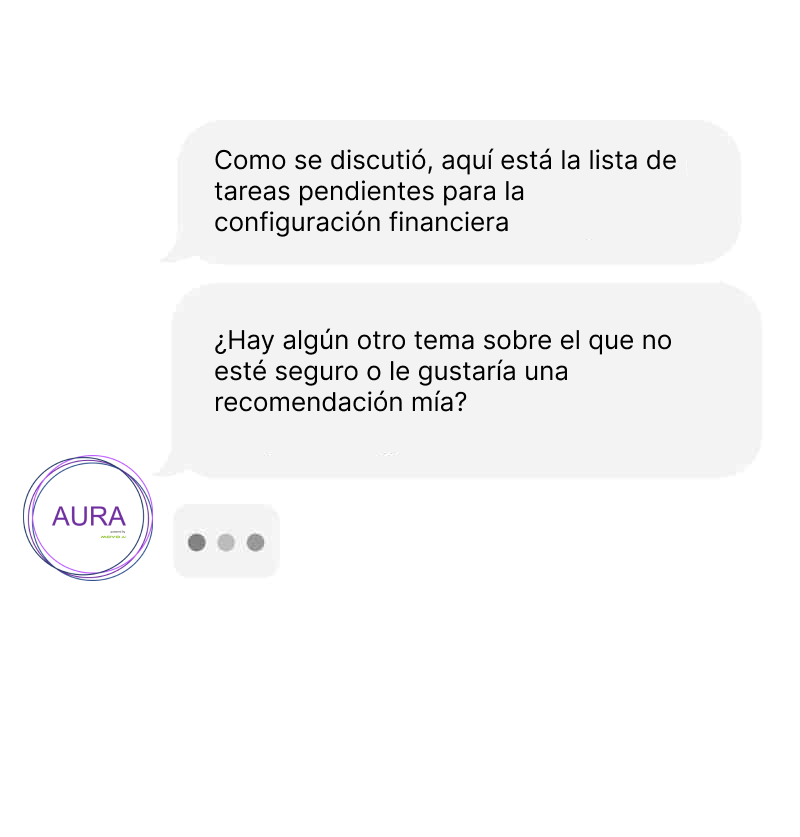 Como se discutió, aquí está la lista de
tareas pendientes para la
configuración financiera
¿Hay algún otro tema sobre el que no
esté seguro o le gustaría una
recomendación mía?
AURA